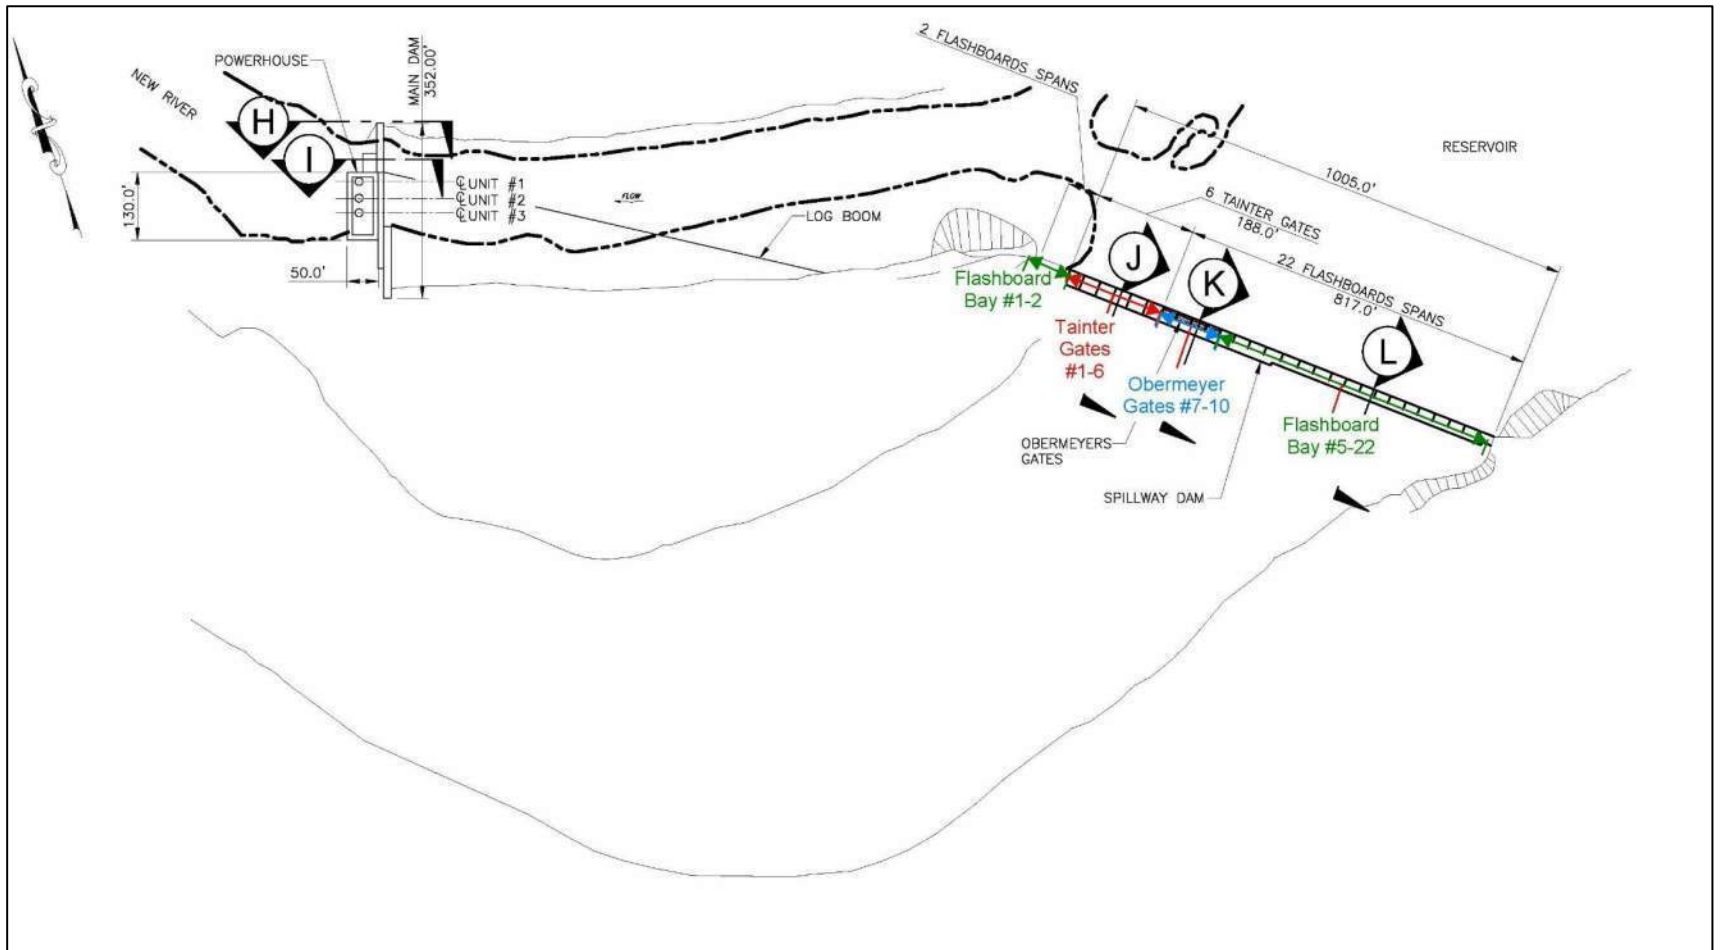 2 FLASHBOARDS SPANS
POWERHOUSE
MAIN DAM
352.00'
NEW RIVER
H
I
130.0'
50.0'
℄UNIT #1
℄UNIT #2
℄UNIT #3
FLOW
LOG BOOM
RESERVOIR
1005.0'
6 TAINTER GATES
188.0'
22 FLASHBOARDS SPANS
817.0'
J
K
L
Flashboard
Bay #1-2
Tainter
Gates
#1-6
Obermeyer
Gates #7-10
Flashboard
Bay #5-22
OBERMEYERS
GATES
SPILLWAY DAM